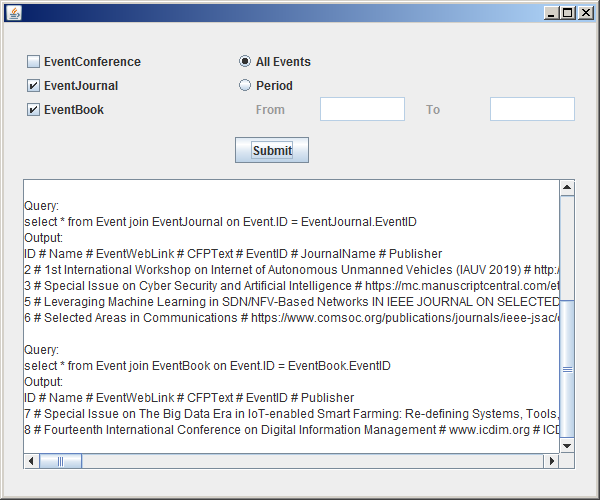 EventConference
All Events
EventJournal
Period
EventBook
From
To
Submit
Query:
select * from Event join EventJournal on Event.ID = EventJournal.EventID
Output:
ID # Name # EventWebLink # CFPText # EventID # JournalName # Publisher
2 # 1st International Workshop on Internet of Autonomous Unmanned Vehicles (IAUV 2019) # http:/
3 # Special Issue on Cyber Security and Artificial Intelligence # https://mc.manuscriptcentral.com/et
5 # Leveraging Machine Learning in SDN/NFV-Based Networks IN IEEE JOURNAL ON SELECTED
6 # Selected Areas in Communications # https://www.comsoc.org/publications/journals/ieee-jsac/
Query:
select * from Event join EventBook on Event.ID = EventBook.EventID
Output:
ID # Name # EventWebLink # CFPText # EventID # Publisher
7 # Special Issue on The Big Data Era in IoT-enabled Smart Farming: Re-defining Systems, Tools,
8 # Fourteenth International Conference on Digital Information Management # www.icdim.org # ICD